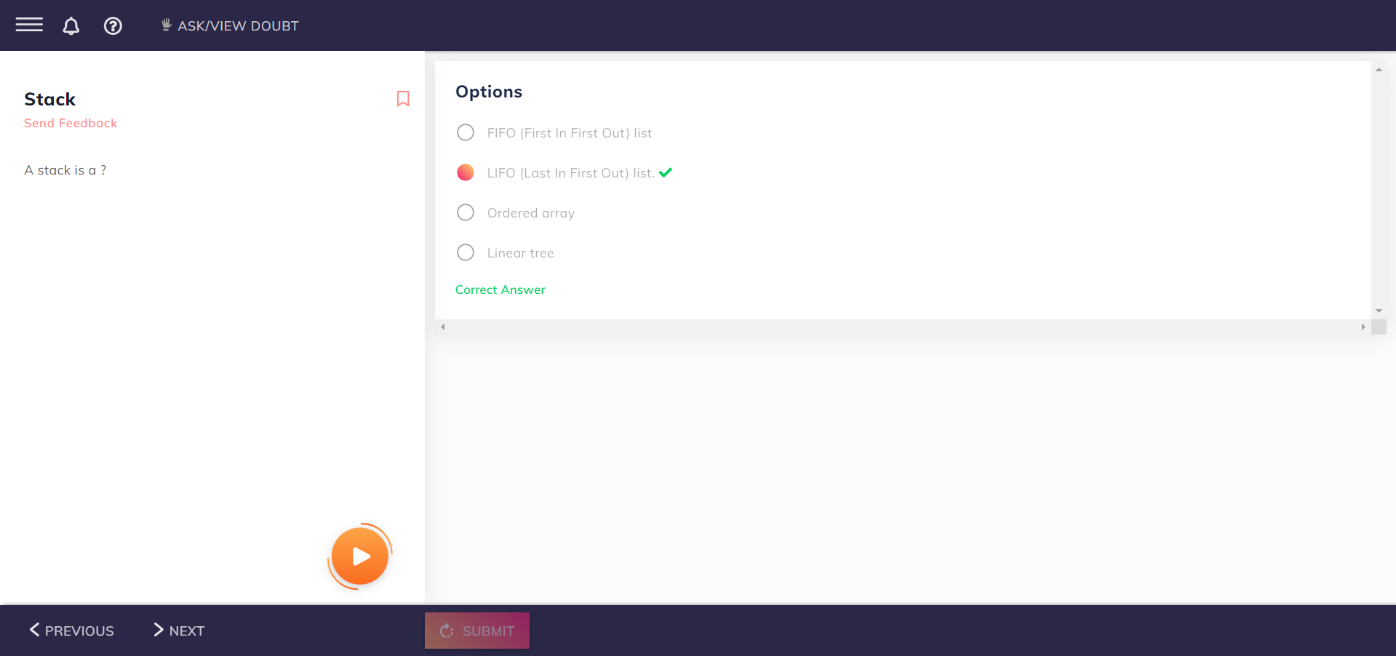 ASK/VIEW DOUBT
Stack
Send Feedback
A stack is a ?
Options
FIFO (First In First Out) list
LIFO (Last In First Out) list.
Ordered array
Linear tree
Correct Answer
PREVIOUS
NEXT
SUBMIT